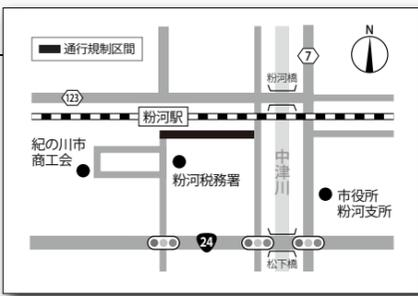 通行規制区間
N
7
粉河橋
123
粉河駅
紀の川市
商工会
粉河税務署
中津川
市役所
粉河支所
24
松下橋